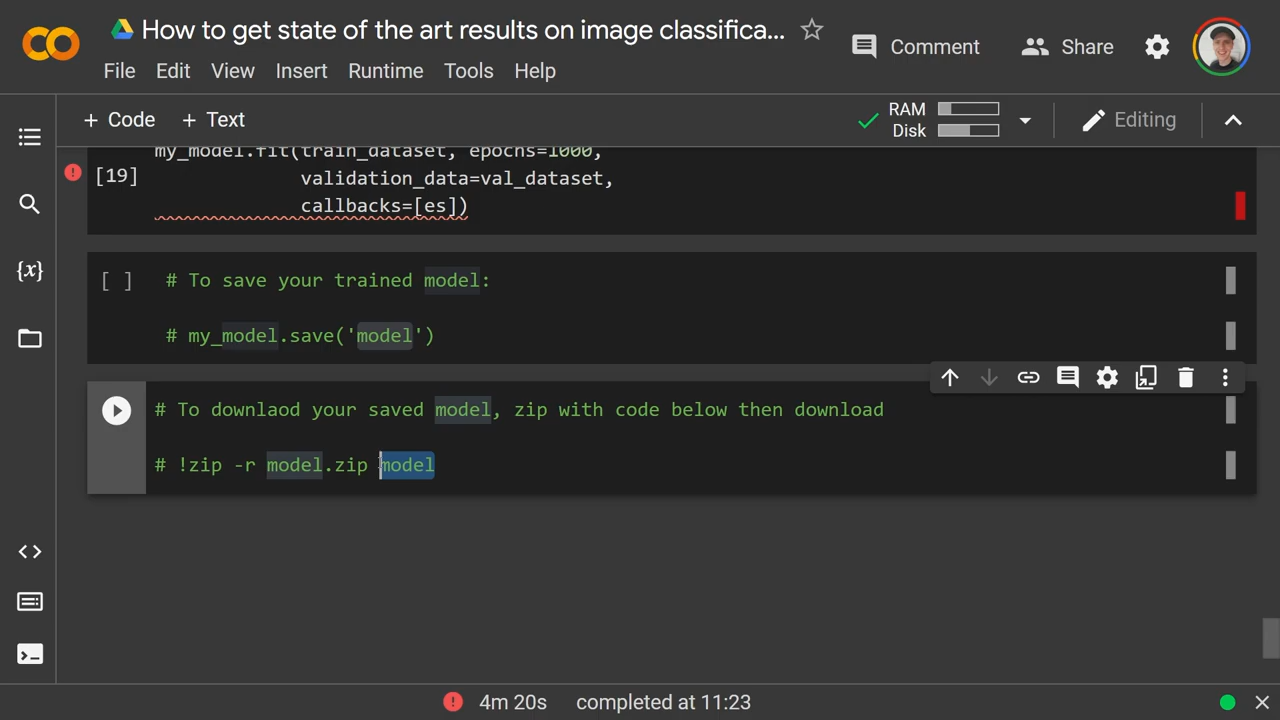 How to get state of the art results on image classifica...
Comment
Share
File Edit View Insert Runtime Tools Help
+ Code + Text
RAM
Disk
Editing
my_model.fit(train_dataset, epochs=1000,
[19]
validation_data=val_dataset,
callbacks=[es])
[ ] # To save your trained model:
# my_model.save('model')
# To downlaod your saved model, zip with code below then download
# !zip -r model.zip model
{x}
4m 20s completed at 11:23